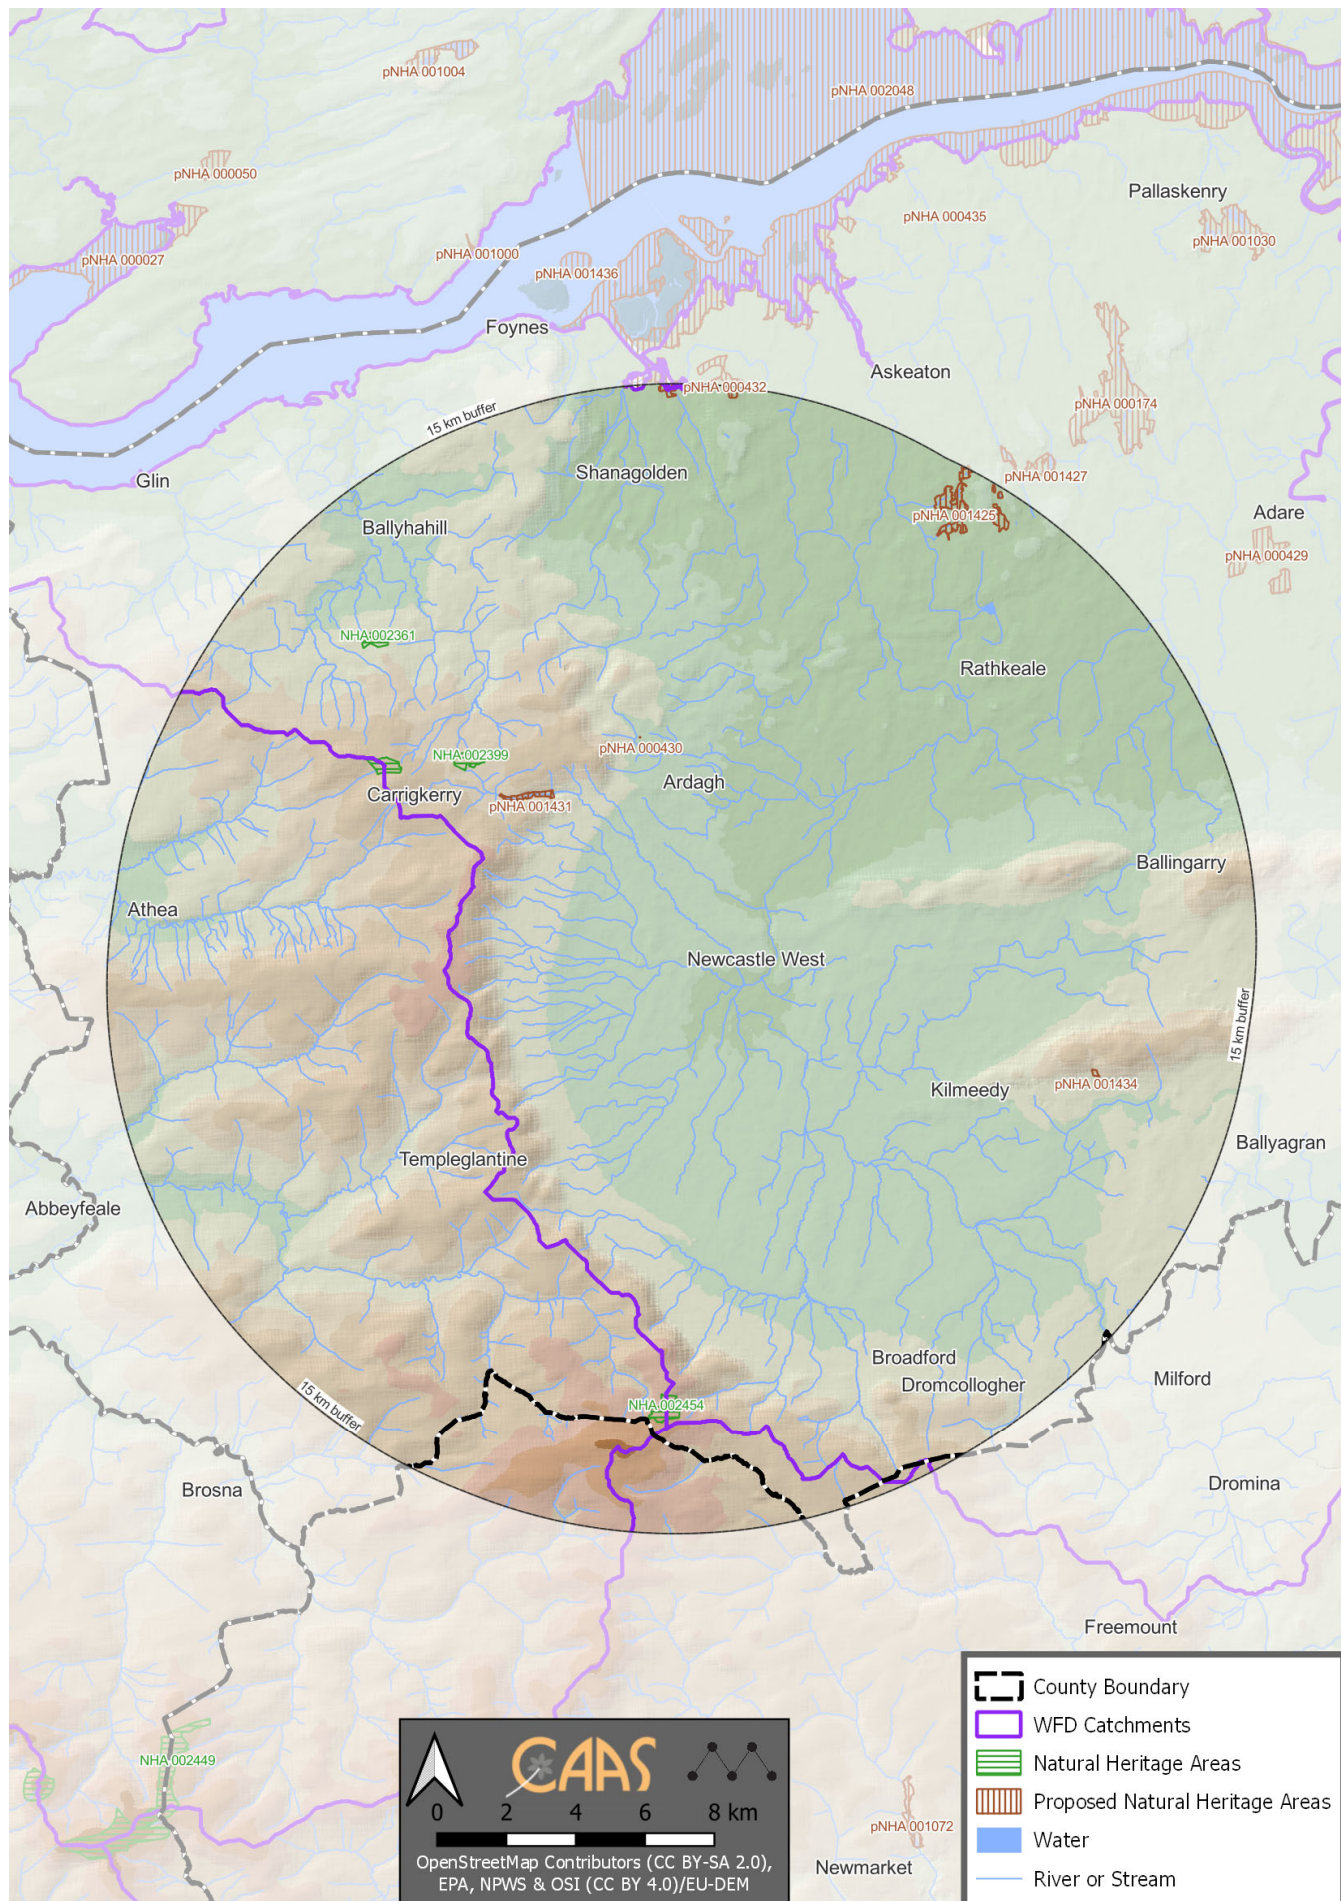 pNHA 001004
pNHA 002048
pNHA 000050
Pallaskenry
pNHA 000435
pNHA 001030
pNHA 001000
pNHA 000027
pNHA 001436
Foynes
Askeaton
pNHA 000432
pNHA 000174
15 km buffer
Shanagolden
pNHA 001427
Glin
Adare
pNHA 001425
Ballyhahill
pNHA 000429
NHA 002361
Rathkeale
pNHA 000430
NHA 002399
Ardagh
Carrigkerry
pNHA 001431
Ballingarry
Athea
Newcastle West
15 km buffer
pNHA 001434
Kilmeedy
Ballyagran
Templeglantine
Abbeyfeale
Broadford
Milford
Dromcollogher
15 km buffer
NHA 002454
Brosna
Dromina
Freemount
NHA 002449
pNHA 001072
Newmarket
CAAS
0 2 4 6 8 km
OpenStreetMap Contributors (CC BY-SA 2.0),
EPA, NPWS & OSI (CC BY 4.0)/EU-DEM
County Boundary
WFD Catchments
Natural Heritage Areas
Proposed Natural Heritage Areas
Water
River or Stream